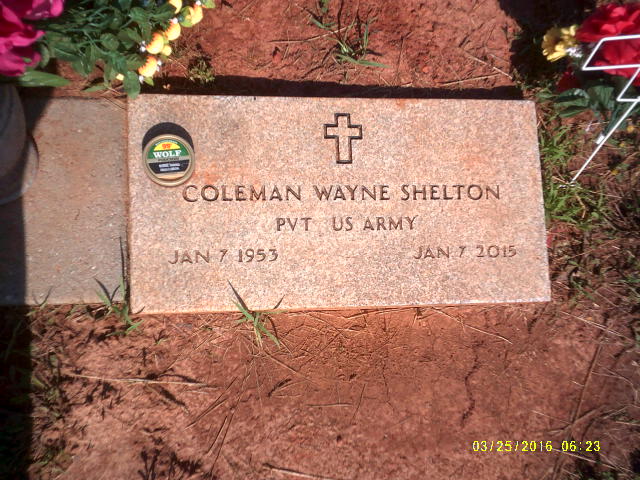 WOLF
COLEMAN WAYNE SHELTON
PVT US ARMY
JAN 7 1953 JAN 7 2015
03/25/2016 06:23